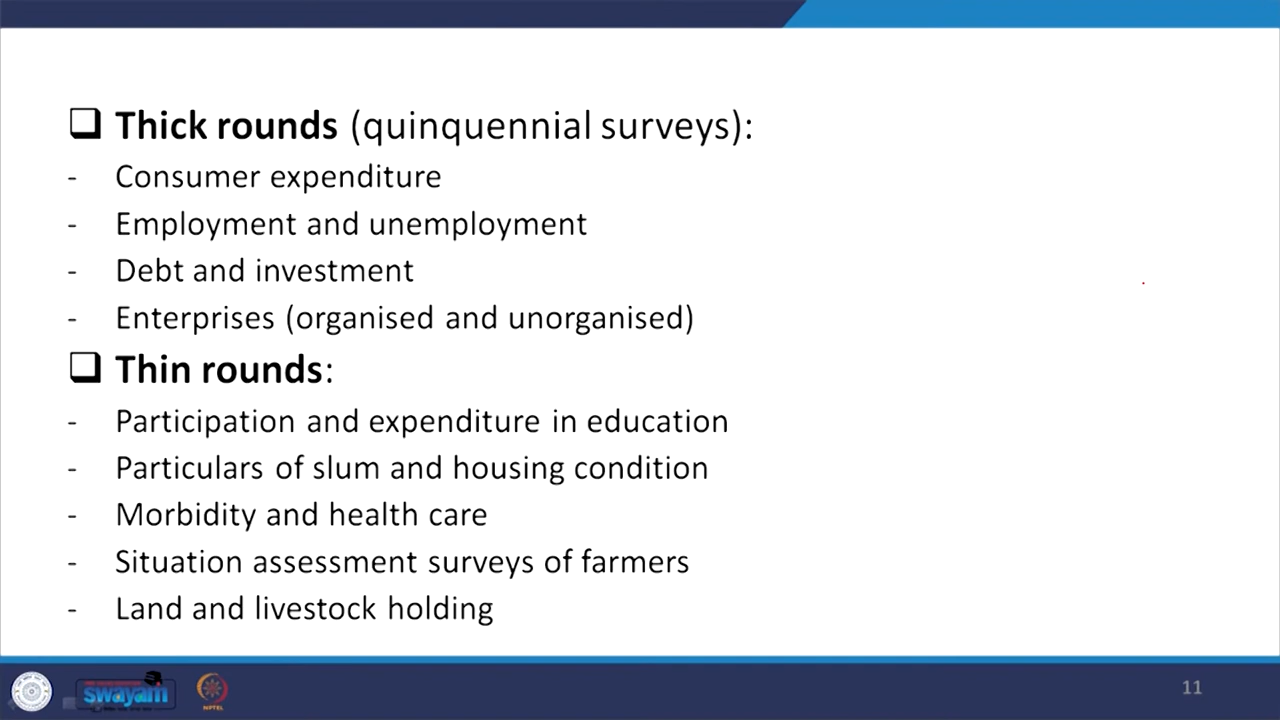 ❑ Thick rounds (quinquennial surveys):
- Consumer expenditure
- Employment and unemployment
- Debt and investment
- Enterprises (organised and unorganised)
❑ Thin rounds:
- Participation and expenditure in education
- Particulars of slum and housing condition
- Morbidity and health care
- Situation assessment surveys of farmers
- Land and livestock holding
swayam
NPTEL
11